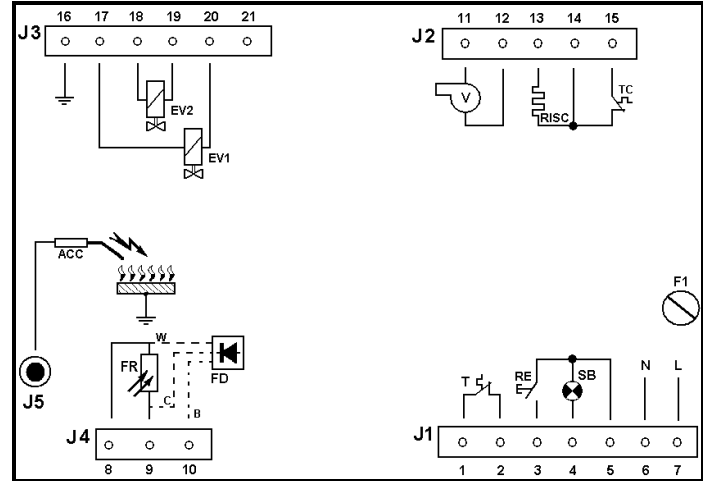 16 17 18 19 20 21
J3
EV2
EV1
11 12 13 14 15
J2
V
RISC
TC
ACC
J5
W
FR
FD
C
B
J4
8 9 10
F1
T
RE
SB
N
L
J1
1 2 3 4 5 6 7